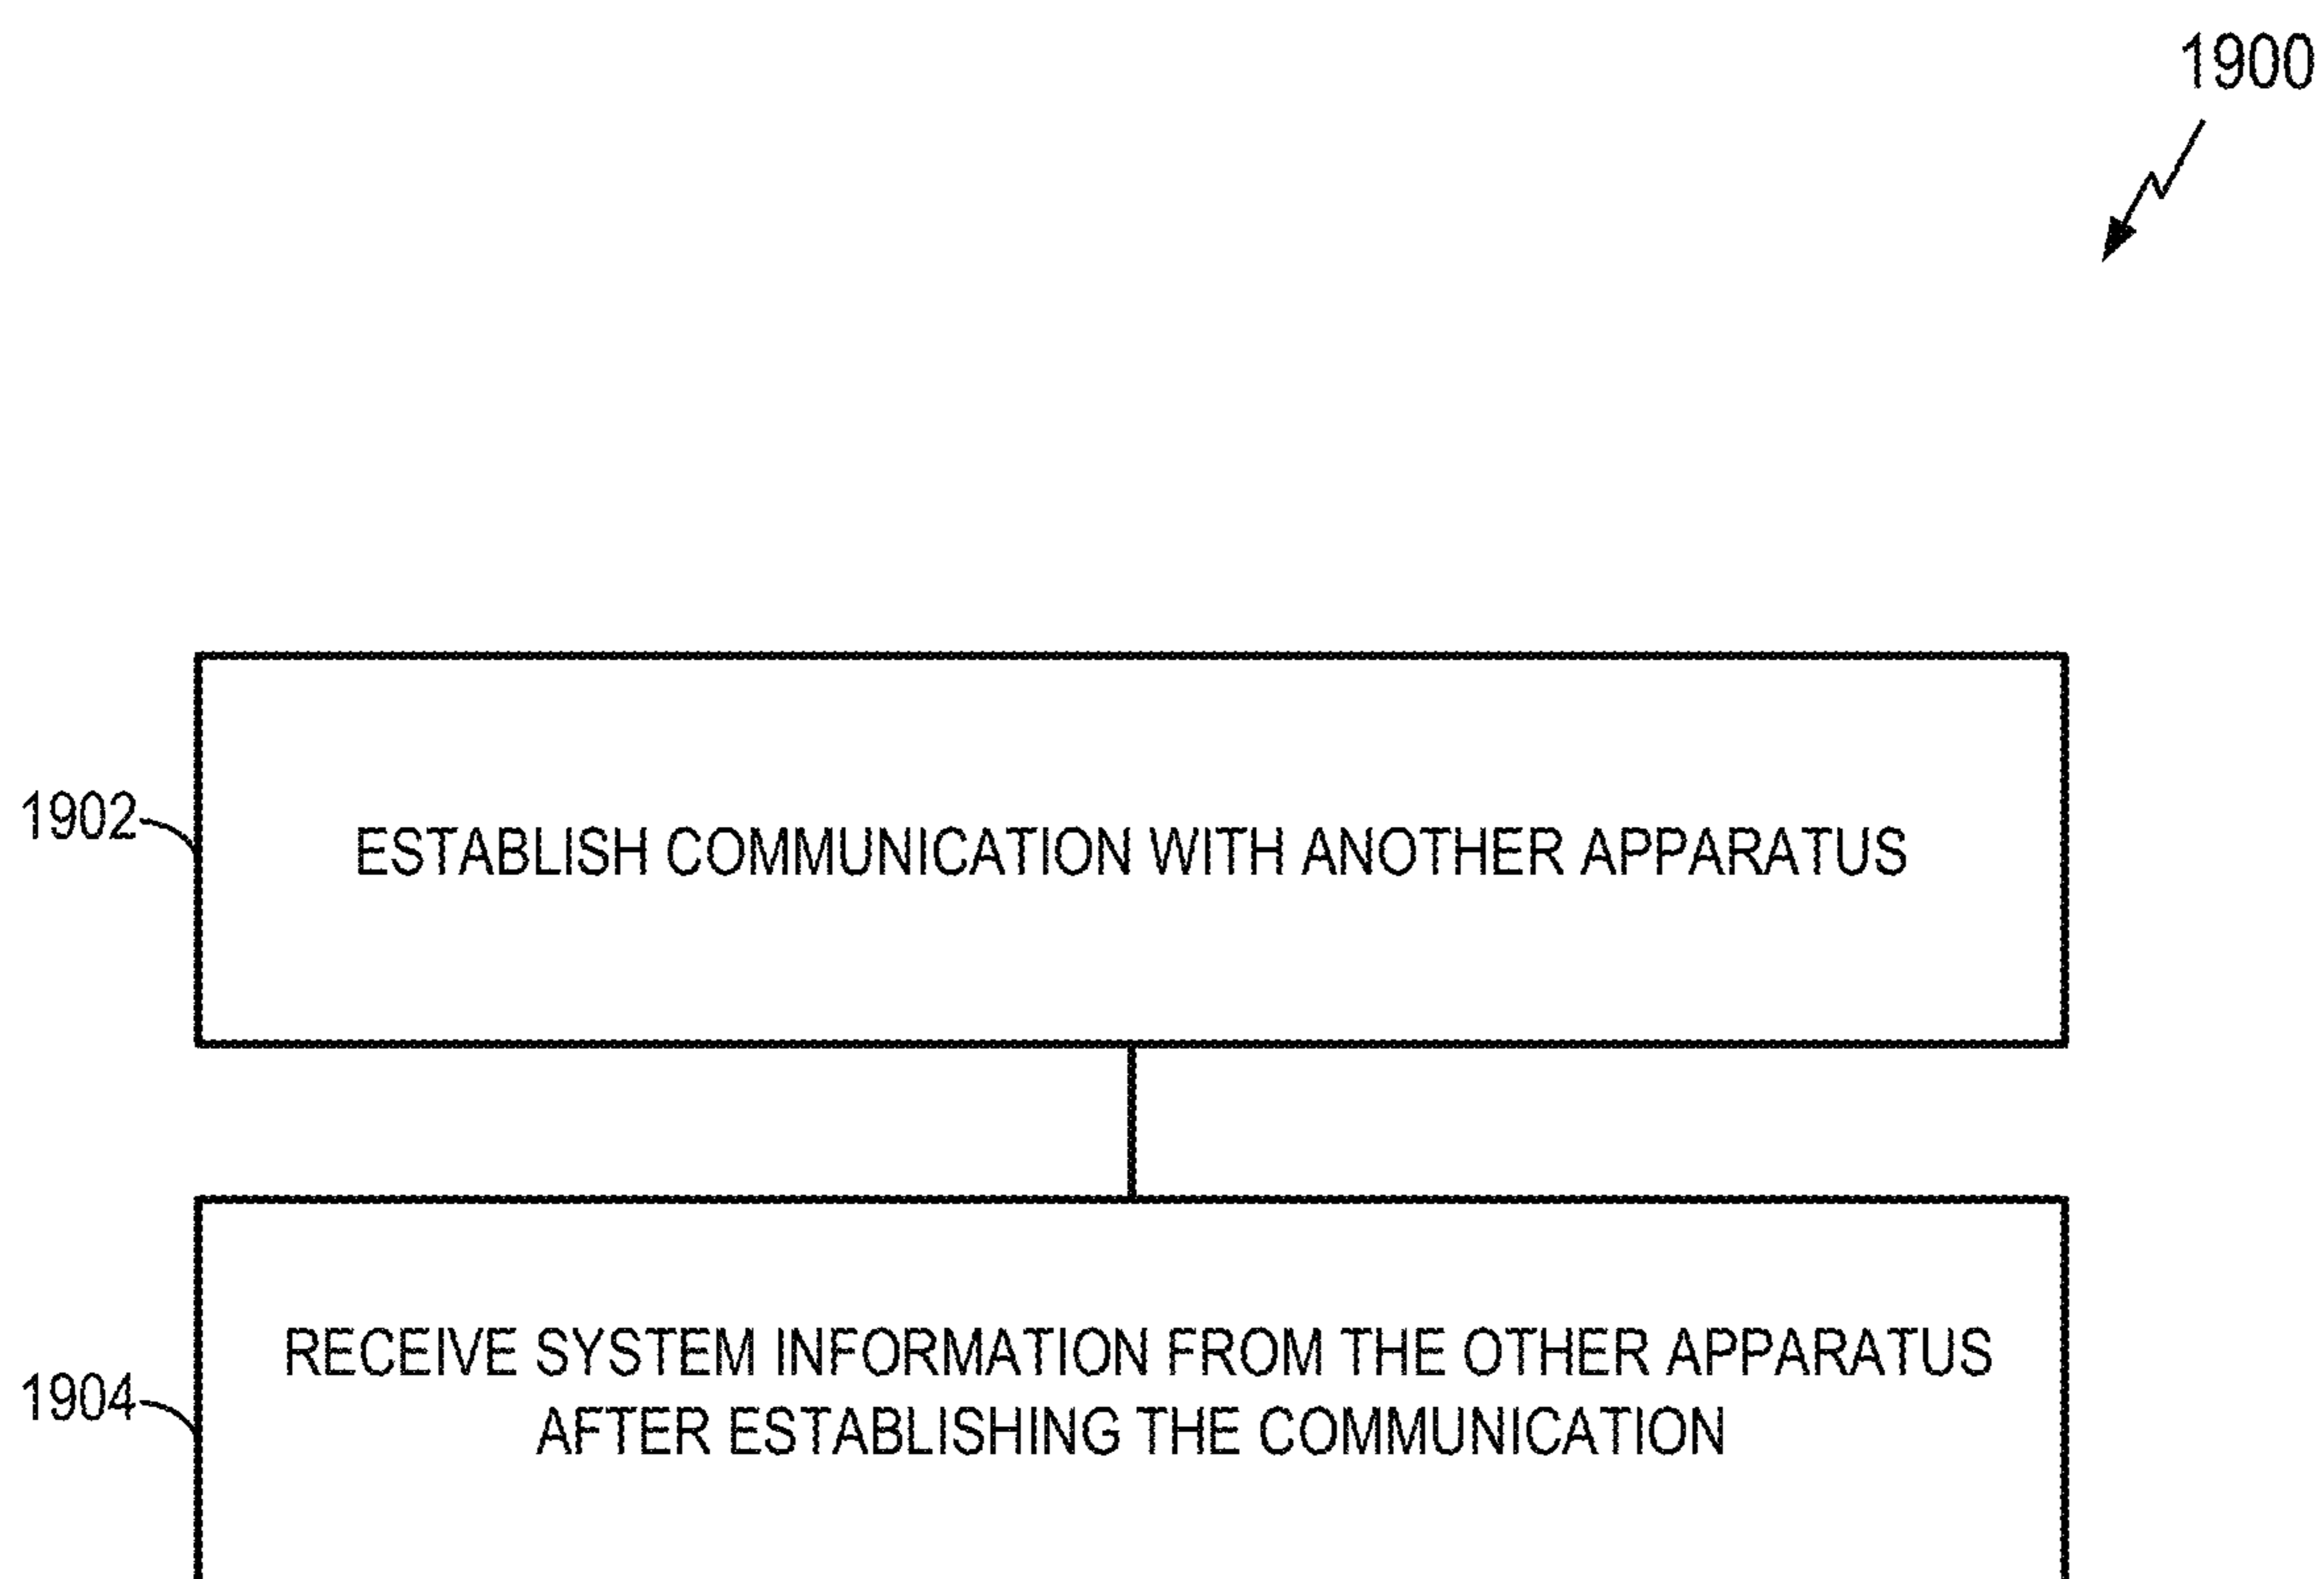 1900
1902
ESTABLISH COMMUNICATION WITH ANOTHER APPARATUS
1904
RECEIVE SYSTEM INFORMATION FROM THE OTHER APPARATUS
AFTER ESTABLISHING THE COMMUNICATION